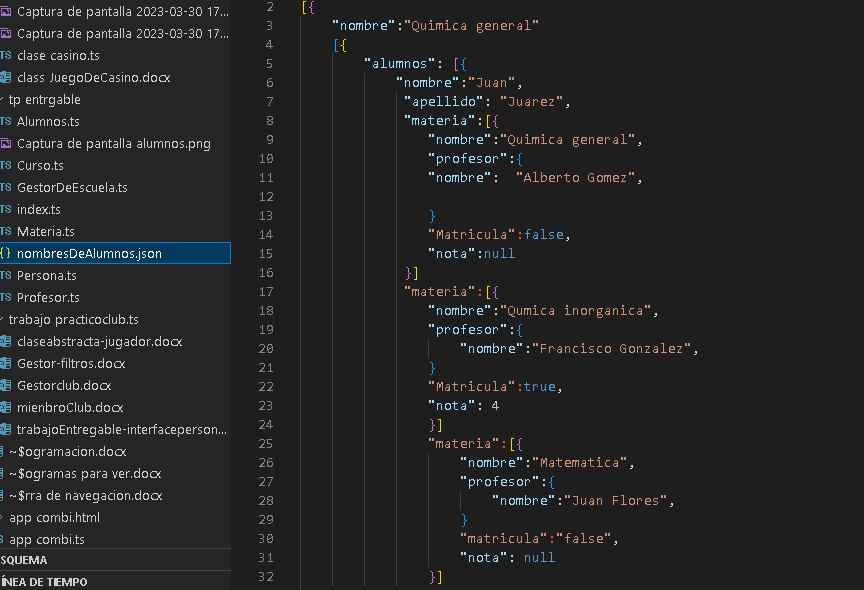 Captura de pantalla 2023-03-30 17...
Captura de pantalla 2023-03-30 17...
TS clase casino.ts
class JuegoDeCasino.docx
tp entrgable
TS Alumnos.ts
Captura de pantalla alumnos.png
TS Curso.ts
TS GestorDeEscuela.ts
TS index.ts
TS Materia.ts
{} nombresDeAlumnos.json
TS Persona.ts
TS Profesor.ts
trabajo practicoclub.ts
claseabstracta-jugador.docx
Gestor-filtros.docx
Gestorclub.docx
mienbroClub.docx
trabajoEntregable-interfaceperson...
~$ogramacion.docx
~$ogramas para ver.docx
~$rra de navegacion.docx
app combi.html
app combi.ts
SQUEMA
ÍNEA DE TIEMPO
2 [{
3 "nombre":"Quimica general"
4 [{
5 "alumnos": [{
6 "nombre":"Juan",
7 "apellido": "Juarez",
8 "materia":[{
9 "nombre":"Quimica general",
10 "profesor":{
11 "nombre": "Alberto Gomez",
12
13 }
14 "Matricula":false,
15 "nota":null
16 }]
17 "materia":[{
18 "nombre":"Qumica inorganica",
19 "profesor":{
20 "nombre":"Francisco Gonzalez",
21 }
22 "Matricula":true,
23 "nota": 4
24 }]
25 "materia":[{
26 "nombre":"Matematica",
27 "profesor":{
28 "nombre":"Juan Flores",
29 }
30 "matricula":"false",
31 "nota": null
32 }]